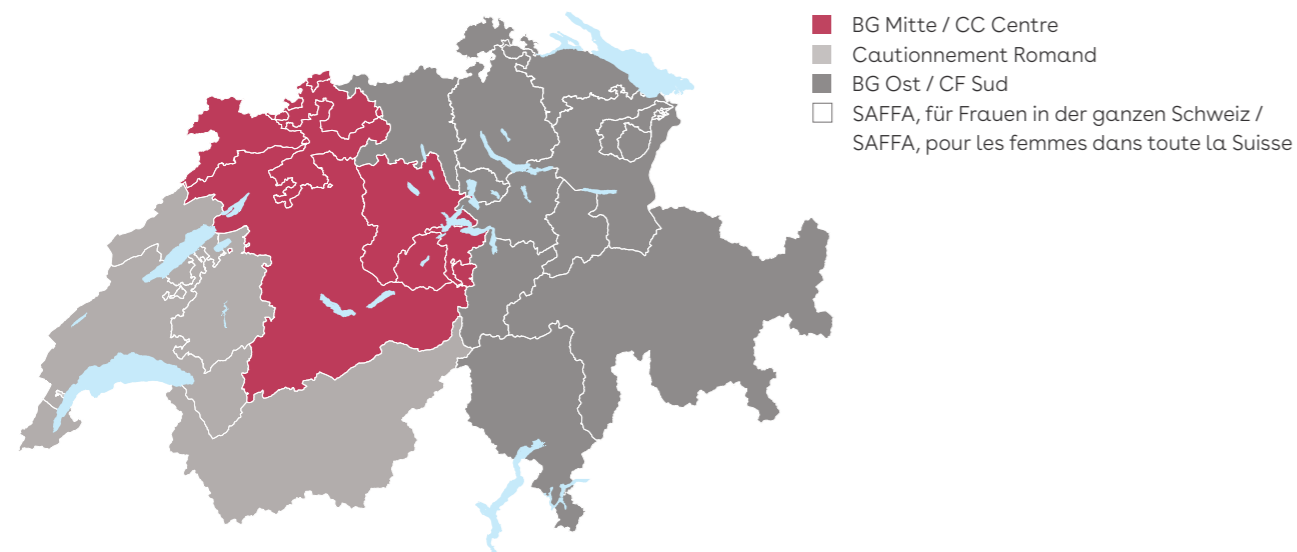 BG Mitte / CC Centre
Cautionnement Romand
BG Ost / CF Sud
SAFFA, für Frauen in der ganzen Schweiz /
SAFFA, pour les femmes dans toute la Suisse